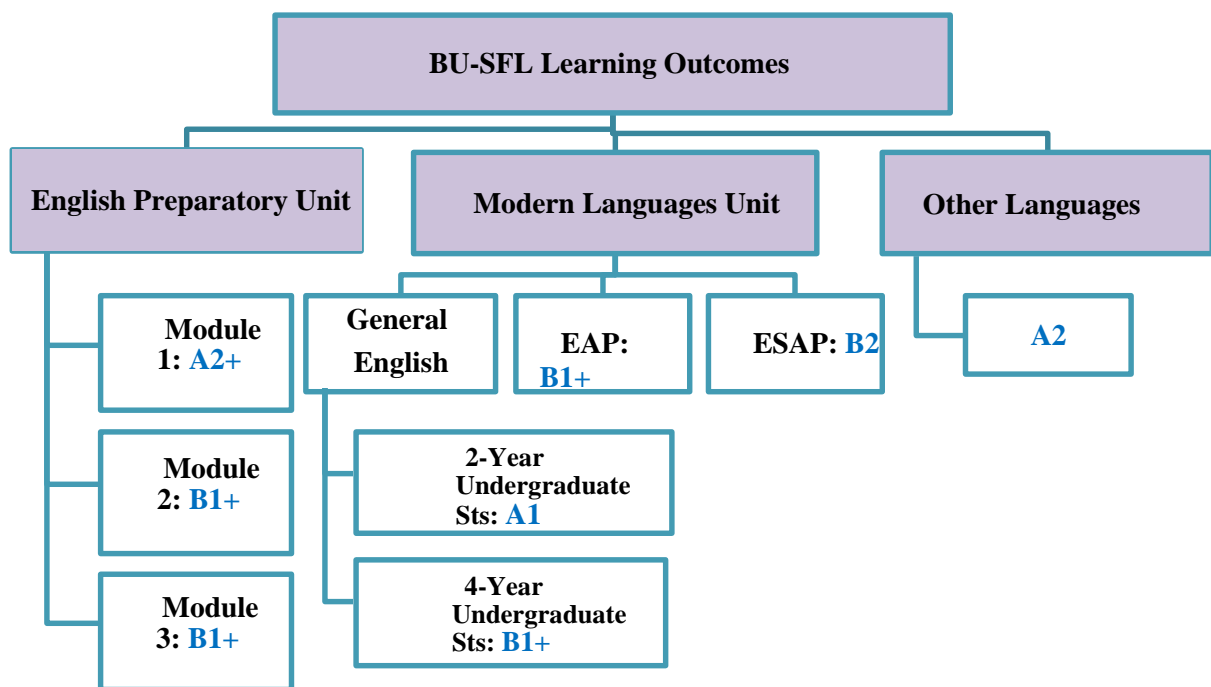 BU-SFL Learning Outcomes
English Preparatory Unit
Modern Languages Unit
Other Languages
Module
1: A2+
Module
2: B1+
Module
3: B1+
General
English
EAP:
B1+
ESAP: B2
2-Year
Undergraduate
Sts: A1
4-Year
Undergraduate
Sts: B1+
A2